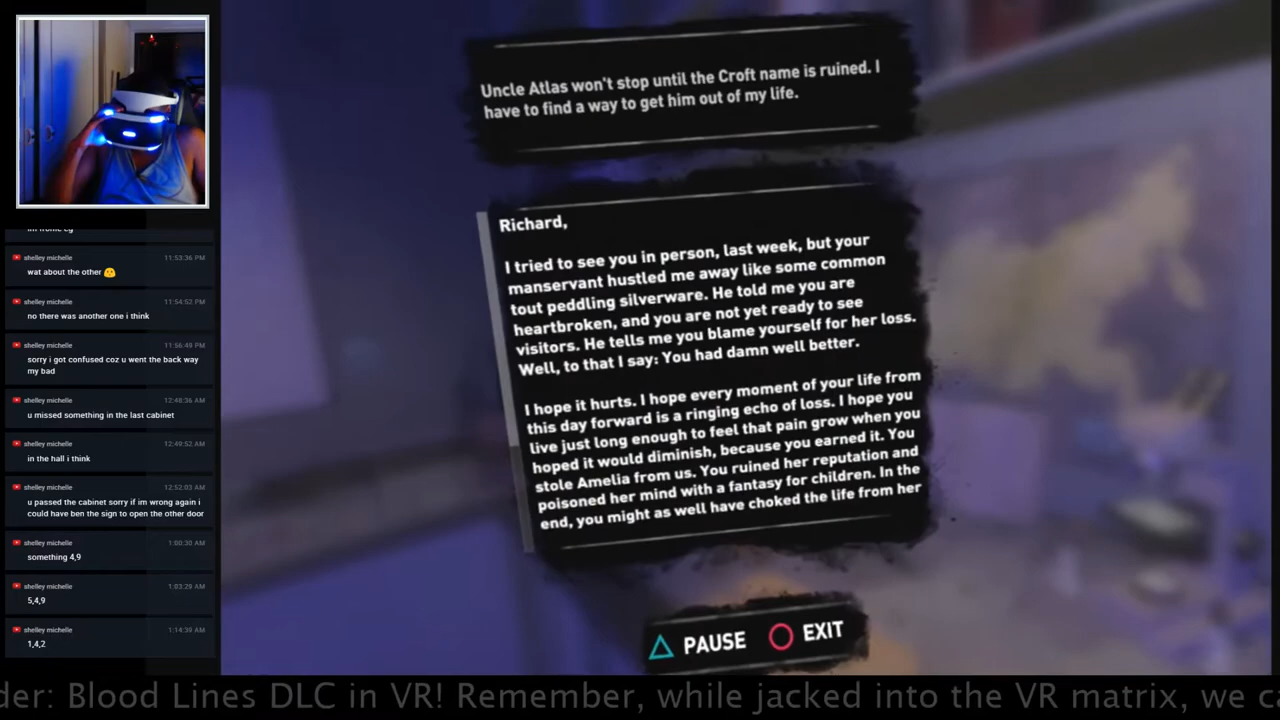 Uncle Atlas won't stop until the Croft name is ruined. I
have to find a way to get him out of my life.
Richard,
I tried to see you in person, last week, but your
manservant hustled me away like some common
tout peddling silverware. He told me you are
heartbroken, and you are not yet ready to see
visitors. He tells me you blame yourself for her loss.
Well, to that I say: You had damn well better.
I hope it hurts. I hope every moment of your life from
this day forward is a ringing echo of loss. I hope you
live just long enough to feel that pain grow when you
hoped it would diminish, because you earned it. You
stole Amelia from us. You ruined her reputation and
poisoned her mind with a fantasy for children. In the
end, you might as well have choked the life from her
PAUSE EXIT
shelley michelle 11:53:36 PM
wat about the other
shelley michelle 11:54:52 PM
no there was another one i think
shelley michelle 11:56:49 PM
sorry i got confused coz u went the back way
my bad
shelley michelle 12:48:36 AM
u missed something in the last cabinet
shelley michelle 12:49:52 AM
in the hall i think
shelley michelle 12:52:03 AM
u passed the cabinet sorry if im wrong again i
could have ben the sign to open the other door
shelley michelle 1:00:30 AM
something 4,9
shelley michelle 1:03:29 AM
5,4,9
shelley michelle 1:14:39 AM
1,4,2
der: Blood Lines DLC in VR! Remember, while jacked into the VR matrix, we c